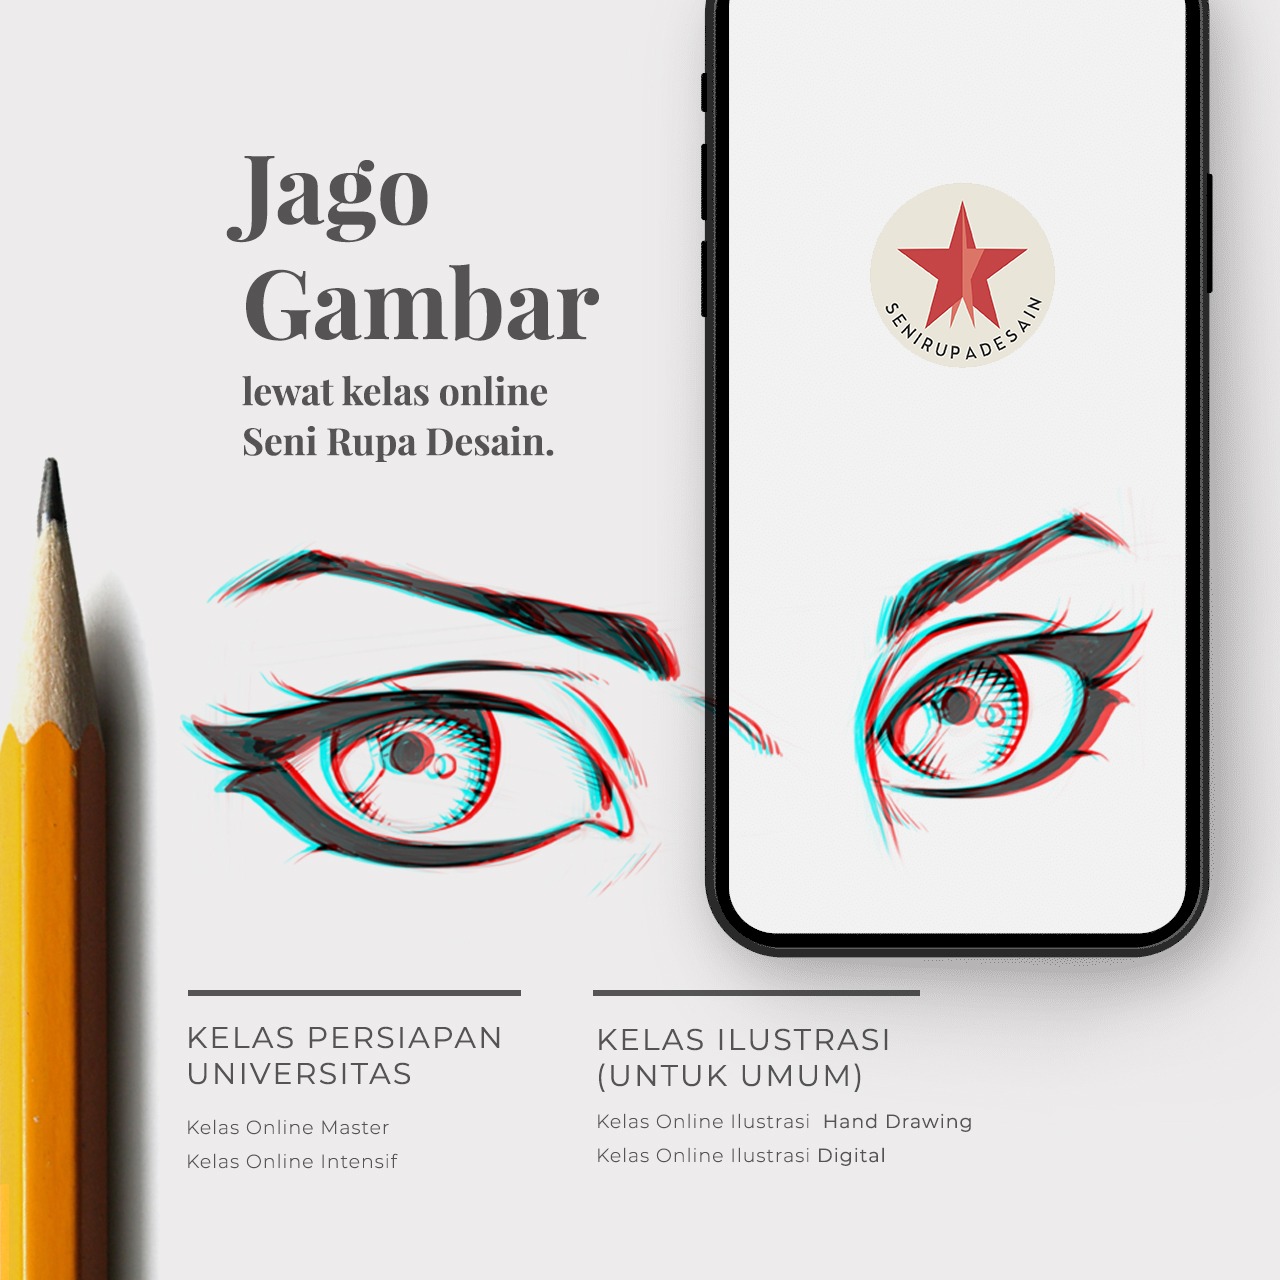 Jago
Gambar
lewat kelas online
Seni Rupa Desain.
SENIRUPADESAIN
KELAS PERSIAPAN
UNIVERSITAS
Kelas Online Master
Kelas Online Intensif
KELAS ILUSTRASI
(UNTUK UMUM)
Kelas Online Ilustrasi Hand Drawing
Kelas Online Ilustrasi Digital